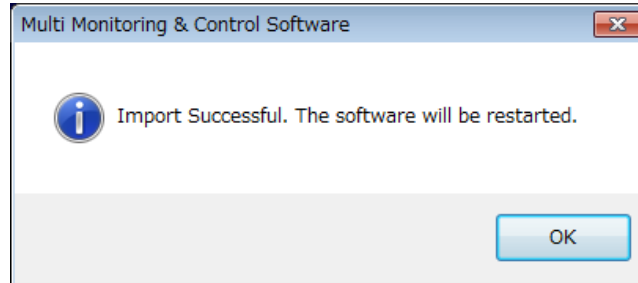 Multi Monitoring & Control Software
Import Successful. The software will be restarted.
OK